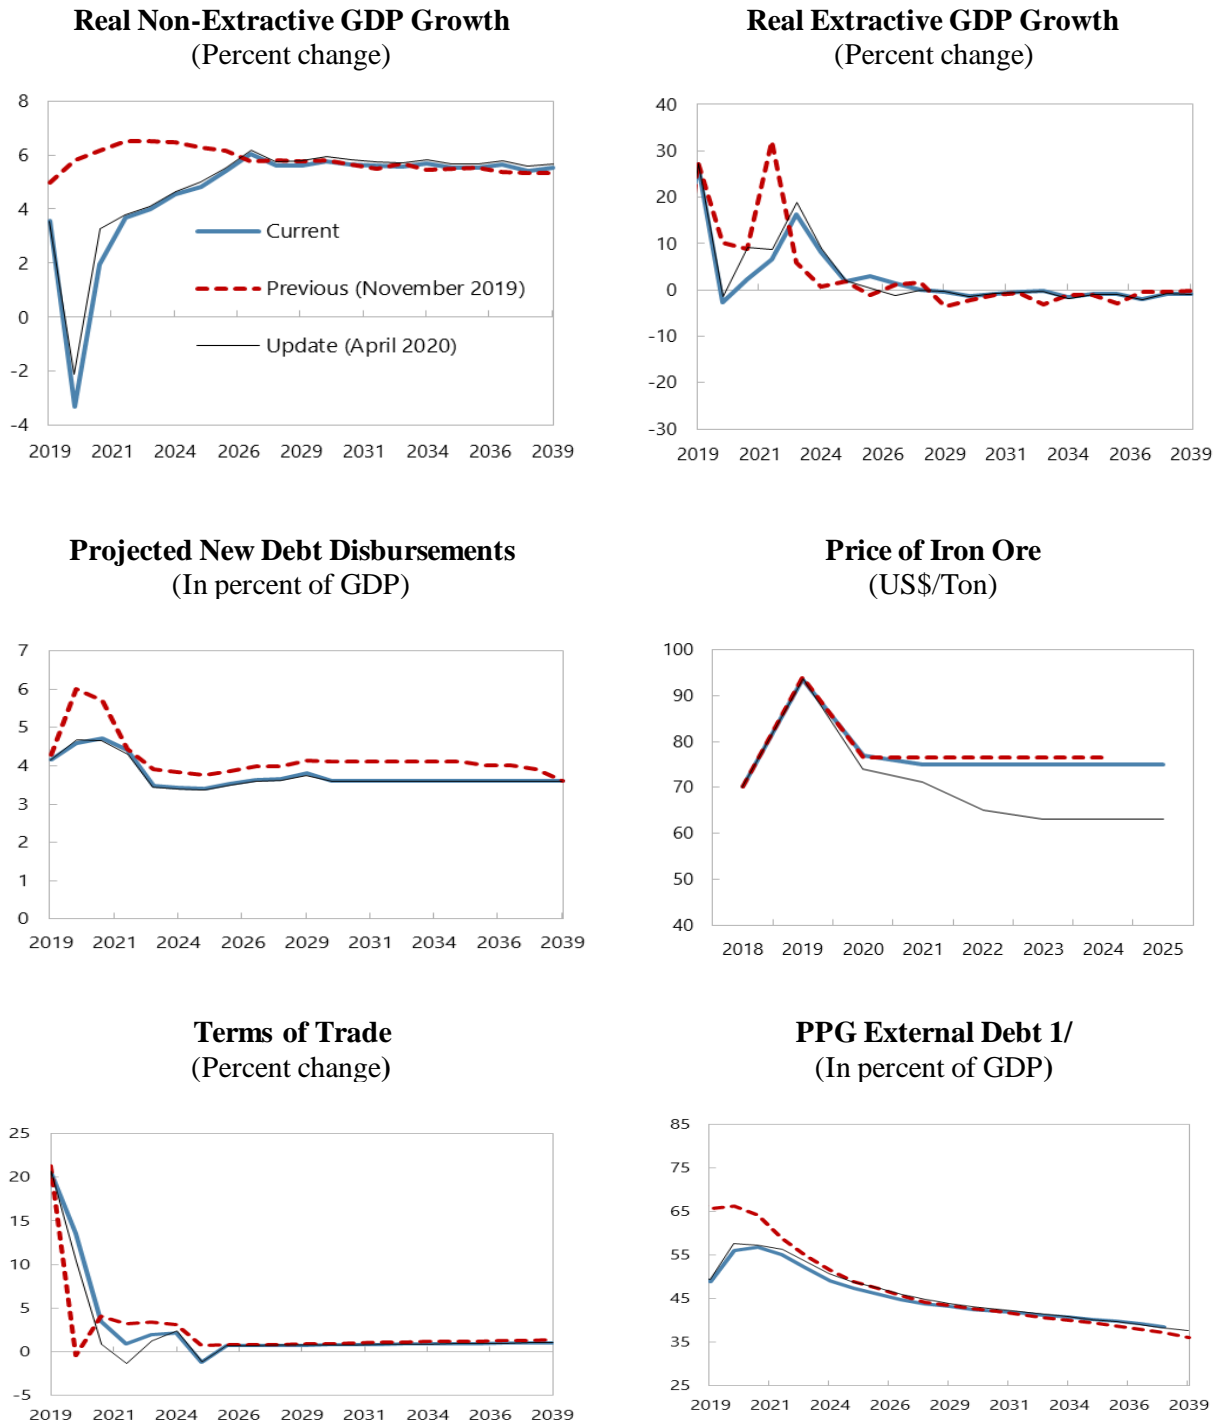 Real Non-Extractive GDP Growth
(Percent change)
8
6
4
2
0
-2
-4
2019 2021 2024 2026 2029 2031 2034 2036 2039
Current
Previous (November 2019)
Update (April 2020)
Real Extractive GDP Growth
(Percent change)
40
30
20
10
0
-10
-20
-30
2019 2021 2024 2026 2029 2031 2034 2036 2039
Projected New Debt Disbursements
(In percent of GDP)
7
6
5
4
3
2
1
0
2019 2021 2024 2026 2029 2031 2034 2036 2039
Price of Iron Ore
(US$/Ton)
100
90
80
70
60
50
40
2018 2019 2020 2021 2022 2023 2024 2025
Terms of Trade
(Percent change)
25
20
15
10
5
0
-5
2019 2021 2024 2026 2029 2031 2034 2036 2039
PPG External Debt 1/
(In percent of GDP)
85
75
65
55
45
35
25
2019 2021 2024 2026 2029 2031 2034 2036 2039